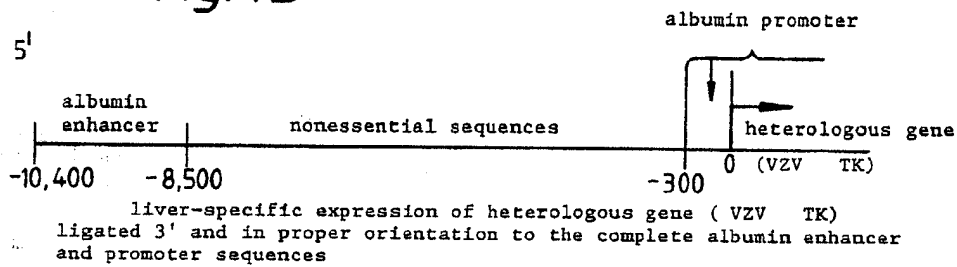 5'
albumin promoter
albumin
enhancer
nonessential sequences
heterologous gene
-10,400
-8,500
-300
0
(VZV TK)
liver-specific expression of heterologous gene ( VZV TK)
ligated 3' and in proper orientation to the complete albumin enhancer
and promoter sequences